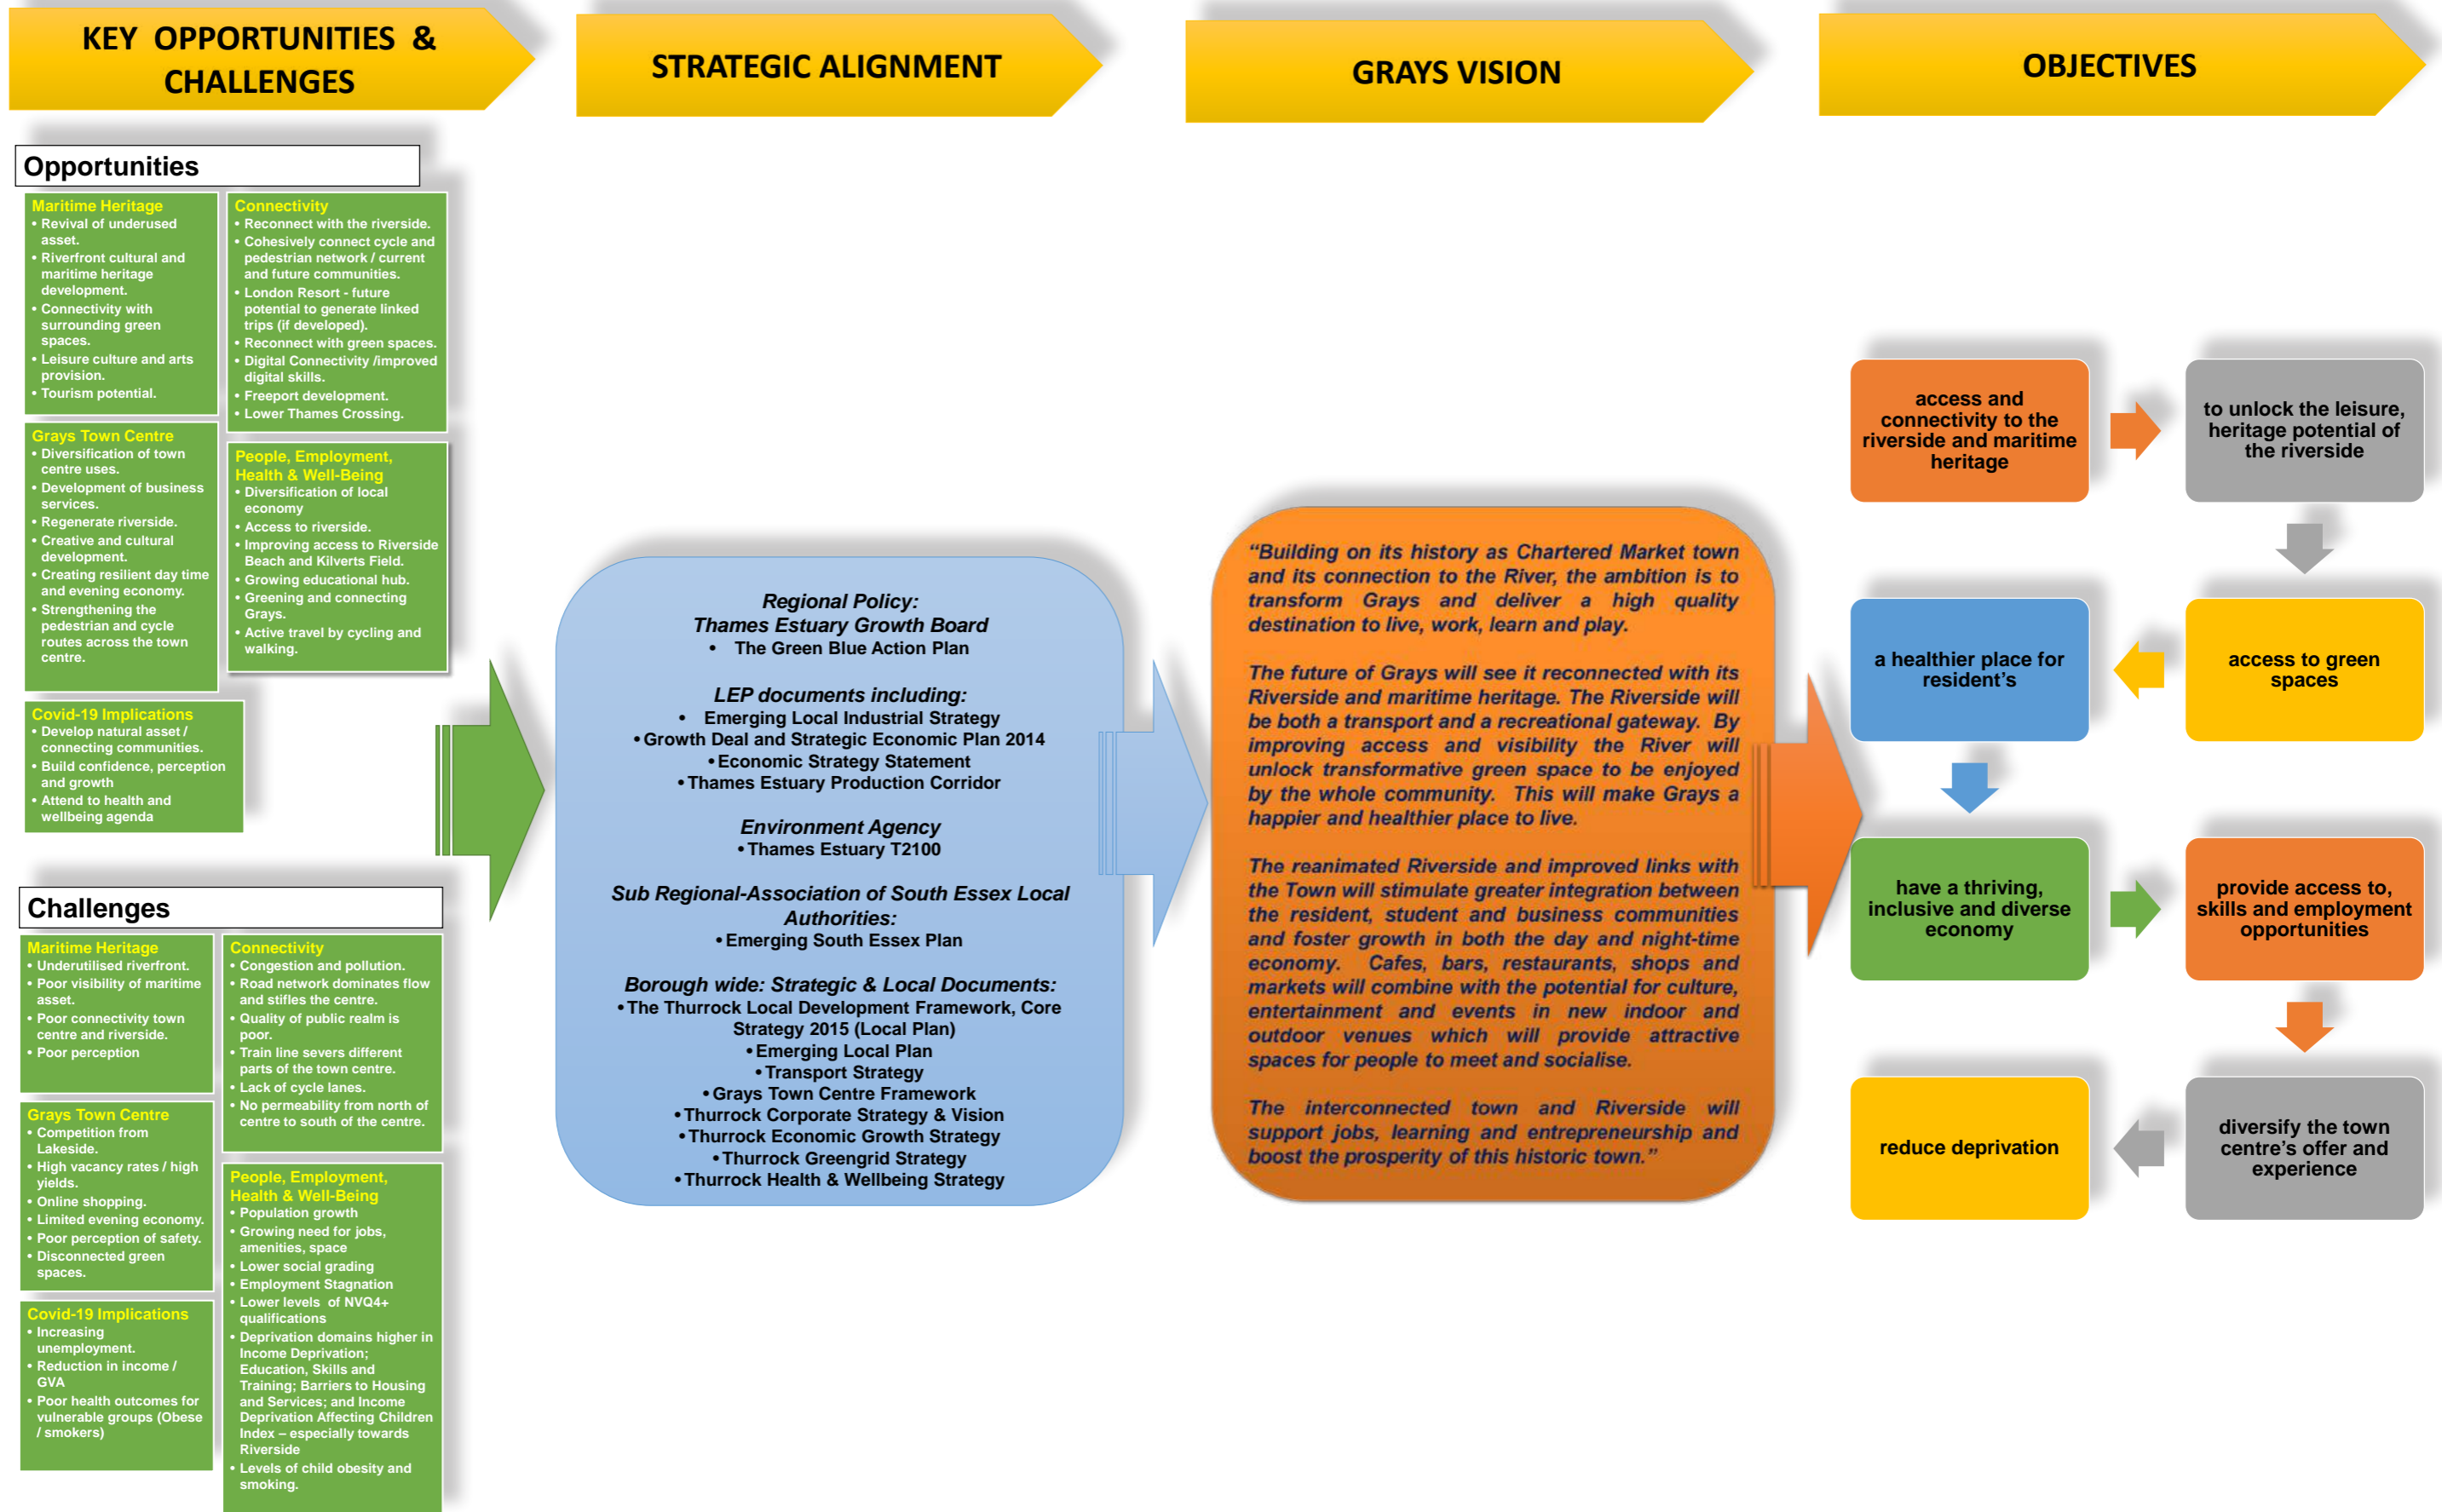 KEY OPPORTUNITIES &
CHALLENGES
STRATEGIC ALIGNMENT
GRAYS VISION
OBJECTIVES
Opportunities
Maritime Heritage
• Revival of underused
asset.
• Riverfront cultural and
maritime heritage
development.
• Connectivity with
surrounding green
spaces.
• Leisure culture and arts
provision.
• Tourism potential.
Connectivity
• Reconnect with the riverside.
• Cohesively connect cycle and
pedestrian network / current
and future communities.
• London Resort - future
potential to generate linked
trips (if developed).
• Reconnect with green spaces.
• Digital Connectivity /improved
digital skills.
• Freeport development.
• Lower Thames Crossing.
Grays Town Centre
• Diversification of town
centre uses.
• Development of business
services.
• Regenerate riverside.
• Creative and cultural
development.
• Creating resilient day time
and evening economy.
• Strengthening the
pedestrian and cycle
routes across the town
centre.
People, Employment,
Health & Well-Being
• Diversification of local
economy
• Access to riverside.
• Improving access to Riverside
Beach and Kilverts Field.
• Growing educational hub.
• Greening and connecting
Grays.
• Active travel by cycling and
walking.
Covid-19 Implications
• Develop natural asset /
connecting communities.
• Build confidence, perception
and growth
• Attend to health and
wellbeing agenda
Challenges
Maritime Heritage
• Underutilised riverfront.
• Poor visibility of maritime
asset.
• Poor connectivity town
centre and riverside.
• Poor perception
Connectivity
• Congestion and pollution.
• Road network dominates flow
and stifles the centre.
• Quality of public realm is
poor.
• Train line severs different
parts of the town centre.
• Lack of cycle lanes.
• No permeability from north of
centre to south of the centre.
Grays Town Centre
• Competition from
Lakeside.
• High vacancy rates / high
yields.
• Online shopping.
• Limited evening economy.
• Poor perception of safety.
• Disconnected green
spaces.
People, Employment,
Health & Well-Being
• Population growth
• Growing need for jobs,
amenities, space
• Lower social grading
• Employment Stagnation
• Lower levels of NVQ4+
qualifications
• Deprivation domains higher in
Income Deprivation;
Education, Skills and
Training; Barriers to Housing
and Services; and Income
Deprivation Affecting Children
Index – especially towards
Riverside
• Levels of child obesity and
smoking.
Covid-19 Implications
• Increasing
unemployment.
• Reduction in income /
GVA
• Poor health outcomes for
vulnerable groups (Obese
/ smokers)
Regional Policy:
Thames Estuary Growth Board
• The Green Blue Action Plan
LEP documents including:
• Emerging Local Industrial Strategy
• Growth Deal and Strategic Economic Plan 2014
• Economic Strategy Statement
• Thames Estuary Production Corridor
Environment Agency
• Thames Estuary T2100
Sub Regional-Association of South Essex Local
Authorities:
• Emerging South Essex Plan
Borough wide: Strategic & Local Documents:
• The Thurrock Local Development Framework, Core
Strategy 2015 (Local Plan)
• Emerging Local Plan
• Transport Strategy
• Grays Town Centre Framework
• Thurrock Corporate Strategy & Vision
• Thurrock Economic Growth Strategy
• Thurrock Greengrid Strategy
• Thurrock Health & Wellbeing Strategy
“Building on its history as Chartered Market town
and its connection to the River, the ambition is to
transform Grays and deliver a high quality
destination to live, work, learn and play.
The future of Grays will see it reconnected with its
Riverside and maritime heritage. The Riverside will
be both a transport and a recreational gateway. By
improving access and visibility the River will
unlock transformative green space to be enjoyed
by the whole community. This will make Grays a
happier and healthier place to live.
The reanimated Riverside and improved links with
the Town will stimulate greater integration between
the resident, student and business communities
and foster growth in both the day and night-time
economy. Cafes, bars, restaurants, shops and
markets will combine with the potential for culture,
entertainment and events in new indoor and
outdoor venues which will provide attractive
spaces for people to meet and socialise.
The interconnected town and Riverside will
support jobs, learning and entrepreneurship and
boost the prosperity of this historic town.”
access and
connectivity to the
riverside and maritime
heritage
to unlock the leisure,
heritage potential of
the riverside
access to green
spaces
a healthier place for
resident’s
have a thriving,
inclusive and diverse
economy
provide access to,
skills and employment
opportunities
diversify the town
centre’s offer and
experience
reduce deprivation